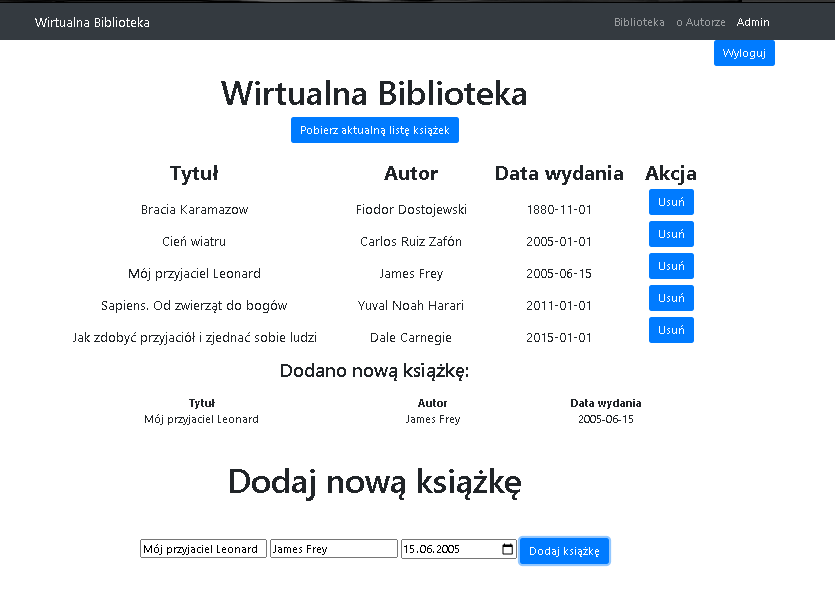 Wirtualna Biblioteka Biblioteka o Autorze Admin
Wyloguj
Wirtualna Biblioteka
Pobierz aktualną listę książek
Tytuł Autor Data wydania Akcja
Bracia Karamazow Fiodor Dostojewski 1880-11-01 Usuń
Cień wiatru Carlos Ruiz Zafón 2005-01-01 Usuń
Mój przyjaciel Leonard James Frey 2005-06-15 Usuń
Sapiens. Od zwierząt do bogów Yuval Noah Harari 2011-01-01 Usuń
Jak zdobyć przyjaciół i zjednać sobie ludzi Dale Carnegie 2015-01-01 Usuń
Dodano nową książkę:
Tytuł Autor Data wydania
Mój przyjaciel Leonard James Frey 2005-06-15
Dodaj nową książkę
Mój przyjaciel Leonard James Frey 15.06.2005 Dodaj książkę